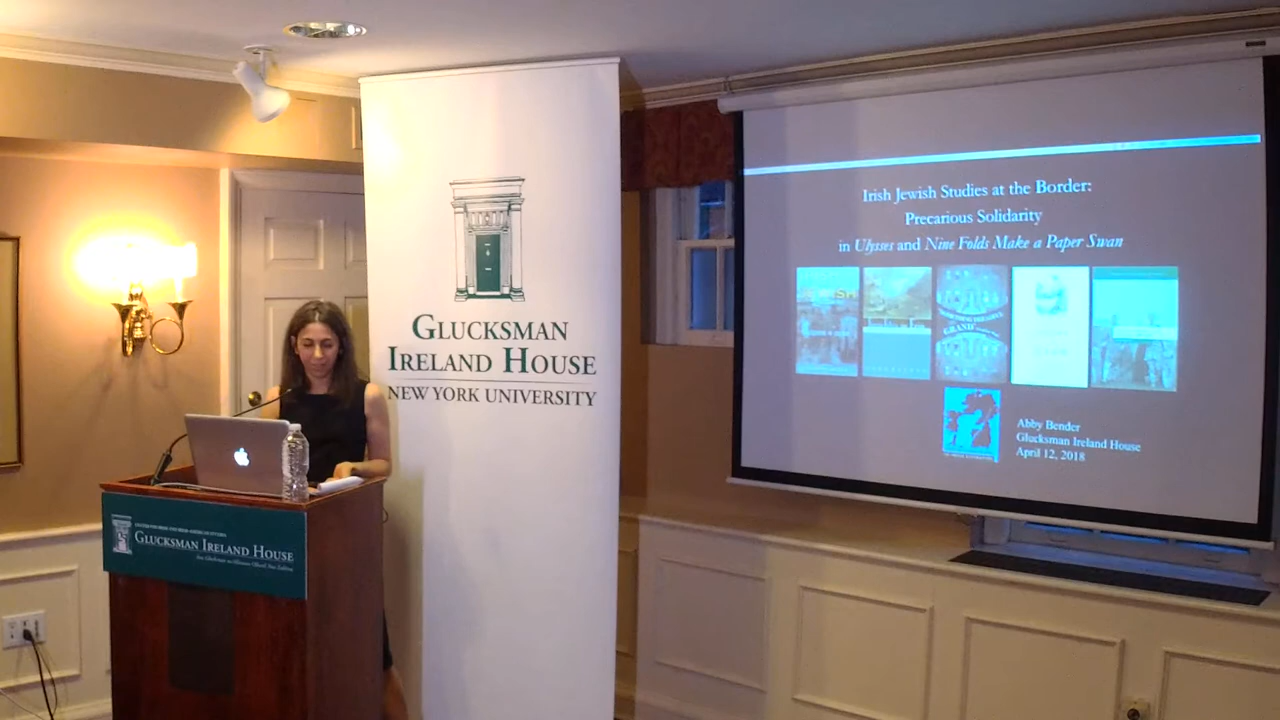 GLUCKSMAN
IRELAND HOUSE
NEW YORK UNIVERSITY
GLUCKSMAN IRELAND HOUSE
Irish Jewish Studies at the Border:
Precarious Solidarity
in Ulysses and Nine Folds Make a Paper Swan
GRAND
Abby Bender
Glucksman Ireland House
April 12, 2018